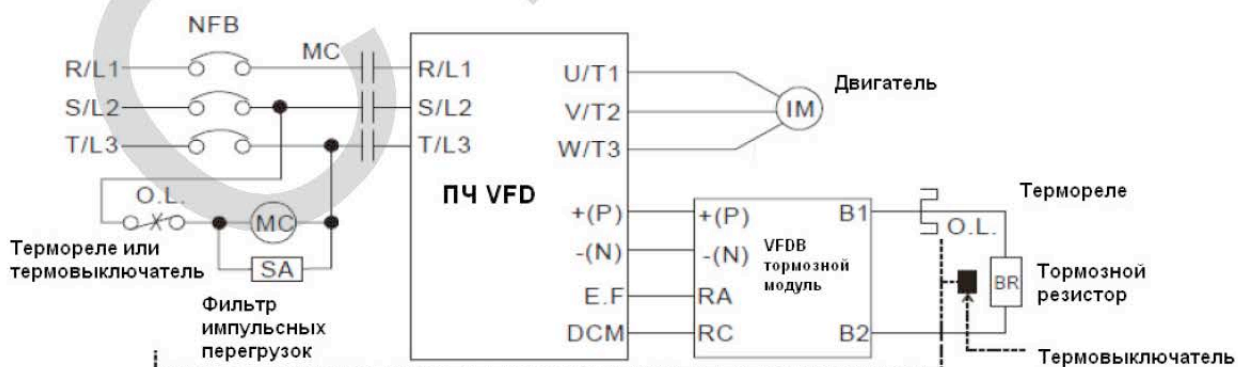 NFB
MC
R/L1
S/L2
T/L3
R/L1
S/L2
T/L3
U/T1
V/T2
W/T3
IM
Двигатель
ПЧ VFD
O.L.
MC
SA
Термореле или
термовыключатель
Фильтр
импульсных
перегрузок
+(P)
-(N)
E.F
DCM
+(P)
-(N)
RA
RC
VFDB
тормозной
модуль
B1
B2
Термореле
O.L.
BR
Тормозной
резистор
Термовыключатель